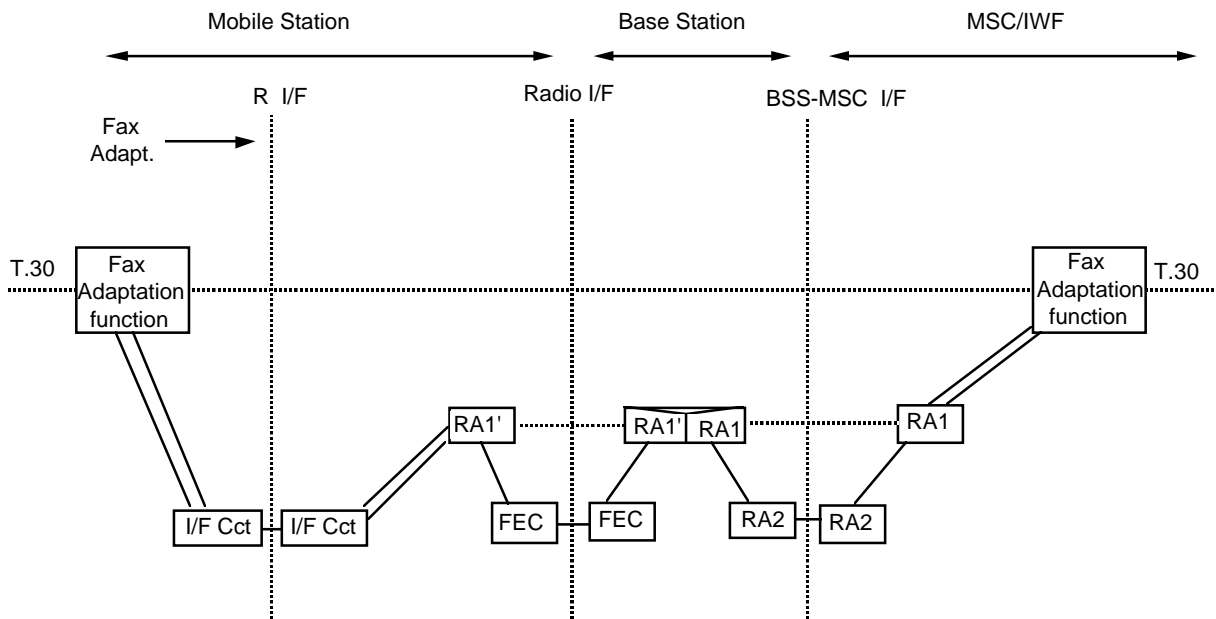 Mobile Station
Base Station
MSC/IWF
R I/F
Radio I/F
BSS-MSC I/F
Fax
Adapt.
T.30
Fax
Adaptation
function
Fax
Adaptation
function
T.30
RA1'
RA1'
RA1
RA1
I/F Cct
I/F Cct
FEC
FEC
RA2
RA2